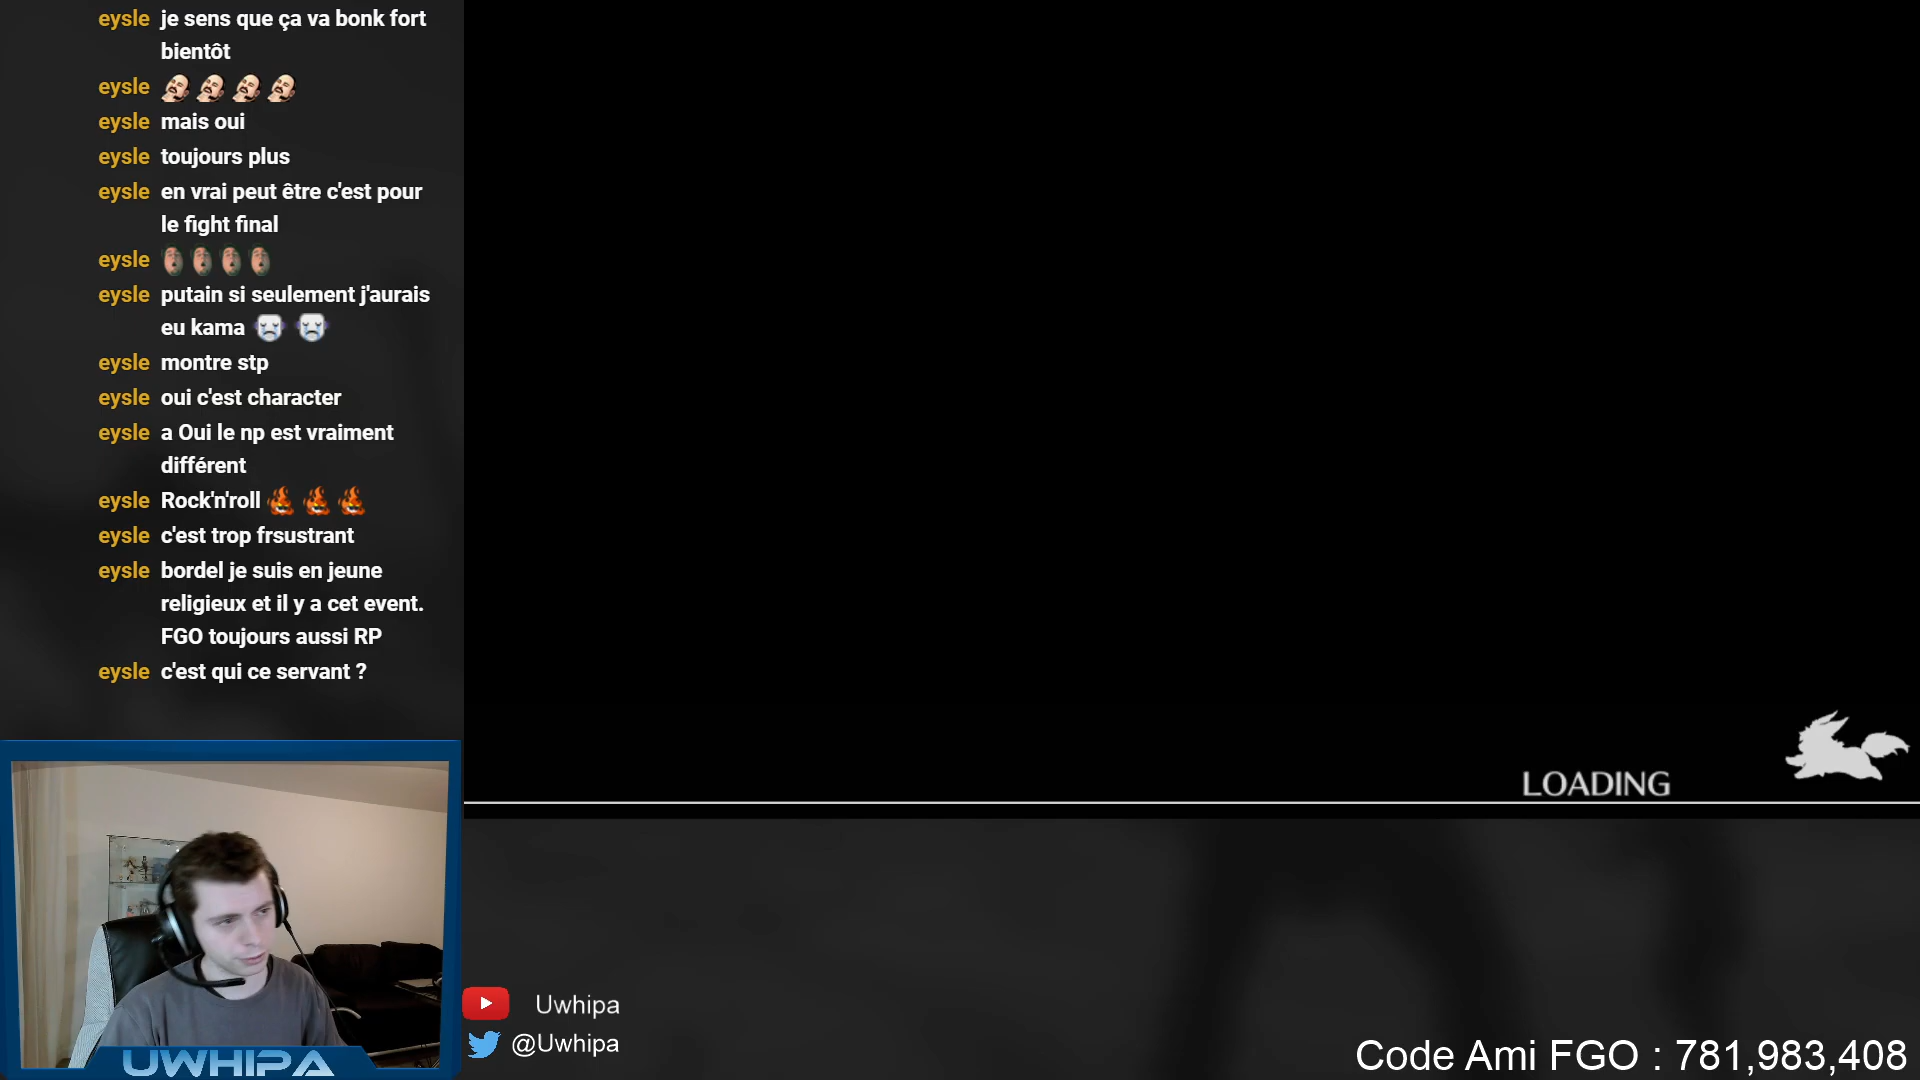 eysle je sens que ça va bonk fort
bientôt
eysle
eysle mais oui
eysle toujours plus
eysle en vrai peut être c'est pour
le fight final
eysle
eysle putain si seulement j'aurais
eu kama
eysle montre stp
eysle oui c'est character
eysle a Oui le np est vraiment
différent
eysle Rock'n'roll
eysle c'est trop frsustrant
eysle bordel je suis en jeune
religieux et il y a cet event.
FGO toujours aussi RP
eysle c'est qui ce servant ?
LOADING
UWHIPA
Uwhipa
@Uwhipa
Code Ami FGO : 781,983,408